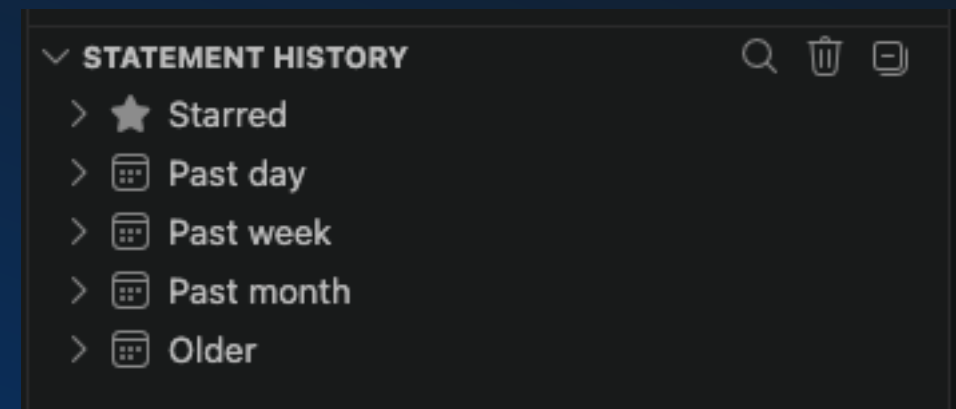 STATEMENT HISTORY
Starred
Past day
Past week
Past month
Older